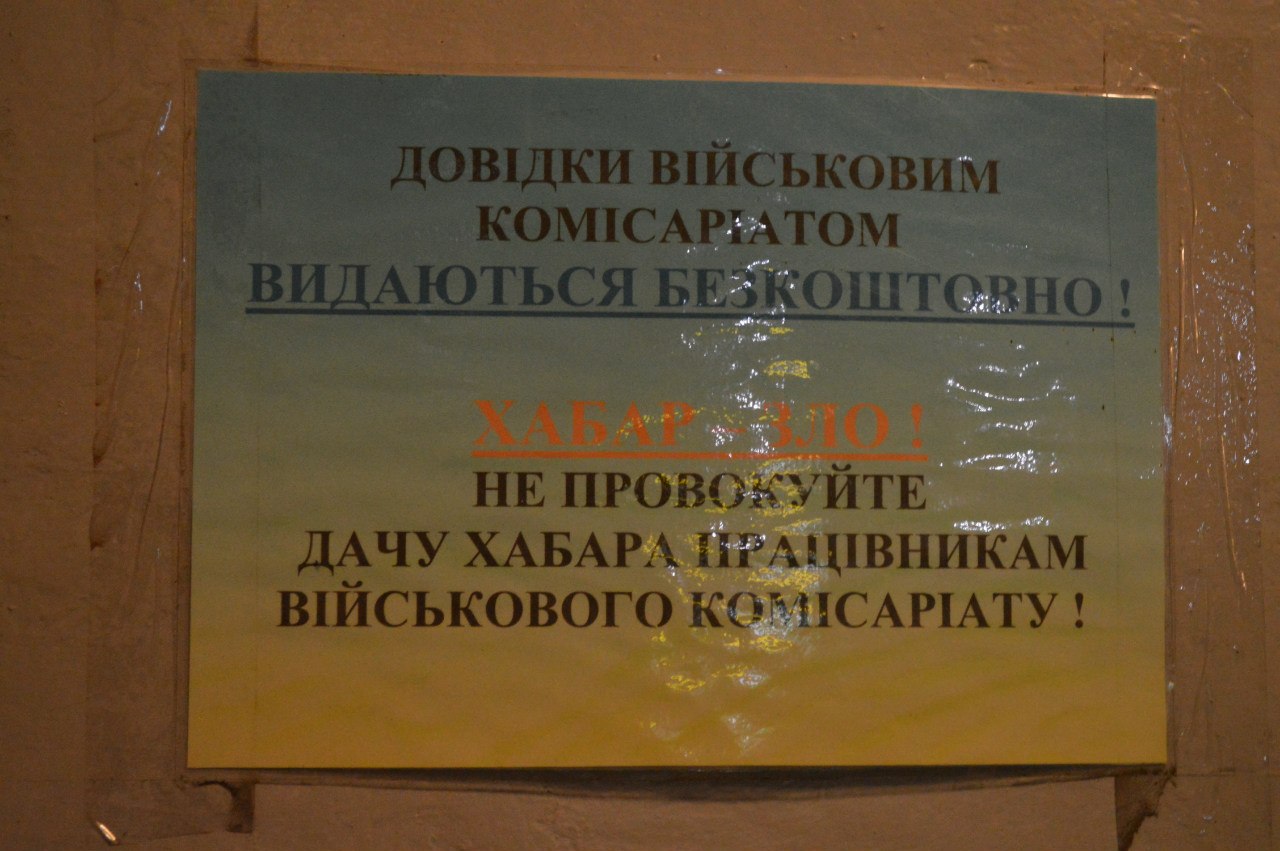 ДОВІДКИ ВІЙСЬКОВИМ
КОМІСАРІАТОМ
ВИДАЮТЬСЯ БЕЗКОШТОВНО !
ХАБАР – ЗЛО !
НЕ ПРОВОКУЙТЕ
ДАЧУ ХАБАРА ПРАЦІВНИКАМ
ВІЙСЬКОВОГО КОМІСАРІАТУ !